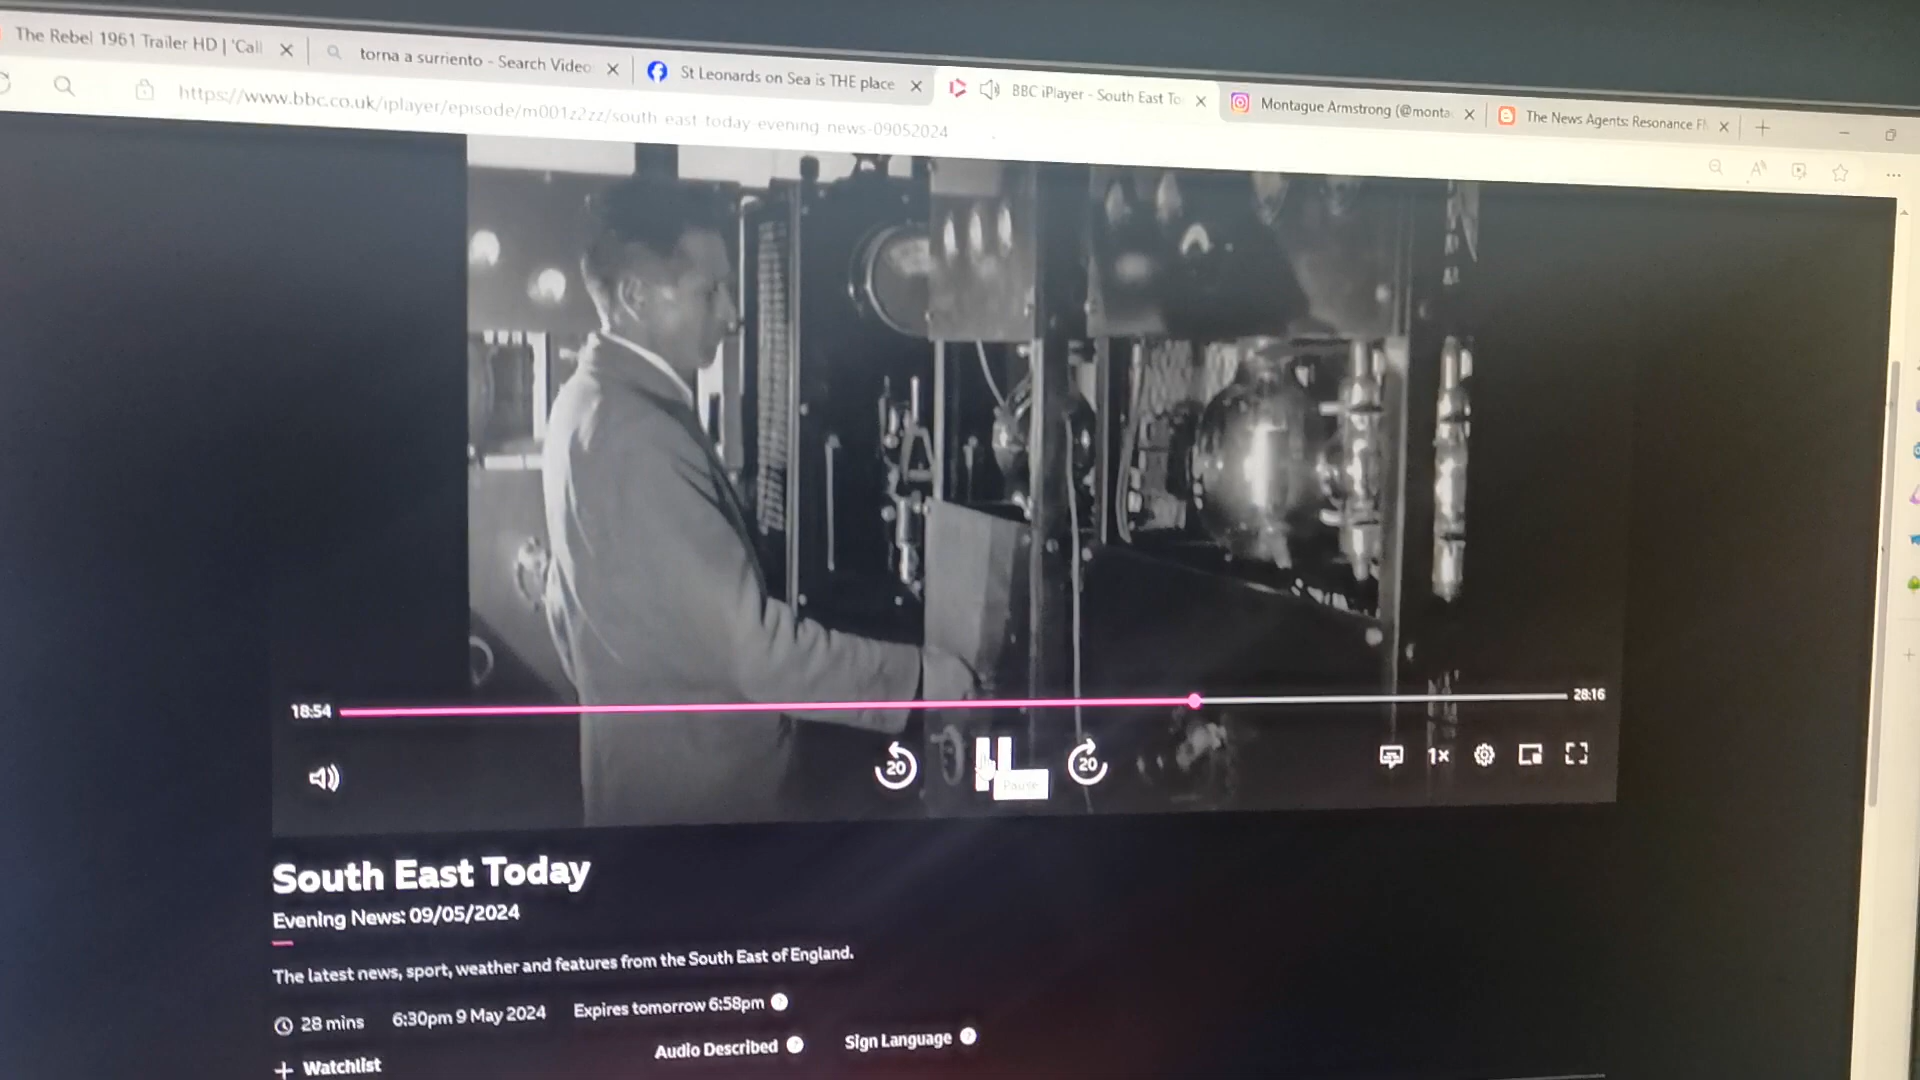 The Rebel 1961 Trailer HD | 'Call
torna a surriento - Search Video
St Leonards on Sea is THE place
BBC iPlayer - South East To
Montague Armstrong (@monta
The News Agents: Resonance F
https://www.bbc.co.uk/iplayer/episode/m001z2zz/south-east-today-evening-news-09052024
18:54
28:16
20
20
1x
Pause
South East Today
Evening News: 09/05/2024
The latest news, sport, weather and features from the South East of England.
28 mins 6:30pm 9 May 2024 Expires tomorrow 6:58pm ?
Audio Described ? Sign Language ?
+ Watchlist